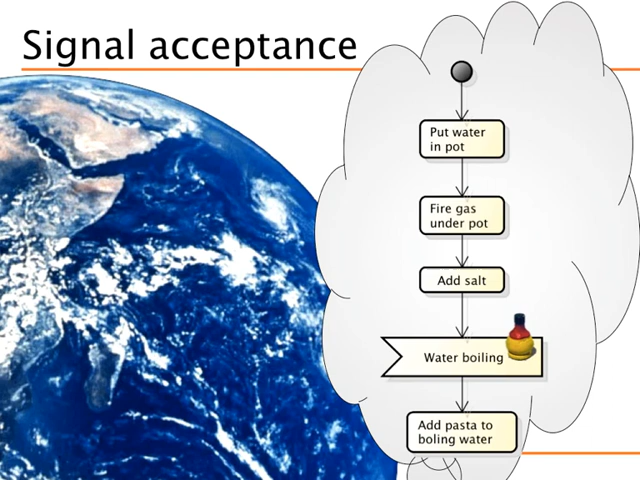 Signal acceptance
Put water
in pot
Fire gas
under pot
Add salt
Water boiling
Add pasta to
boling water